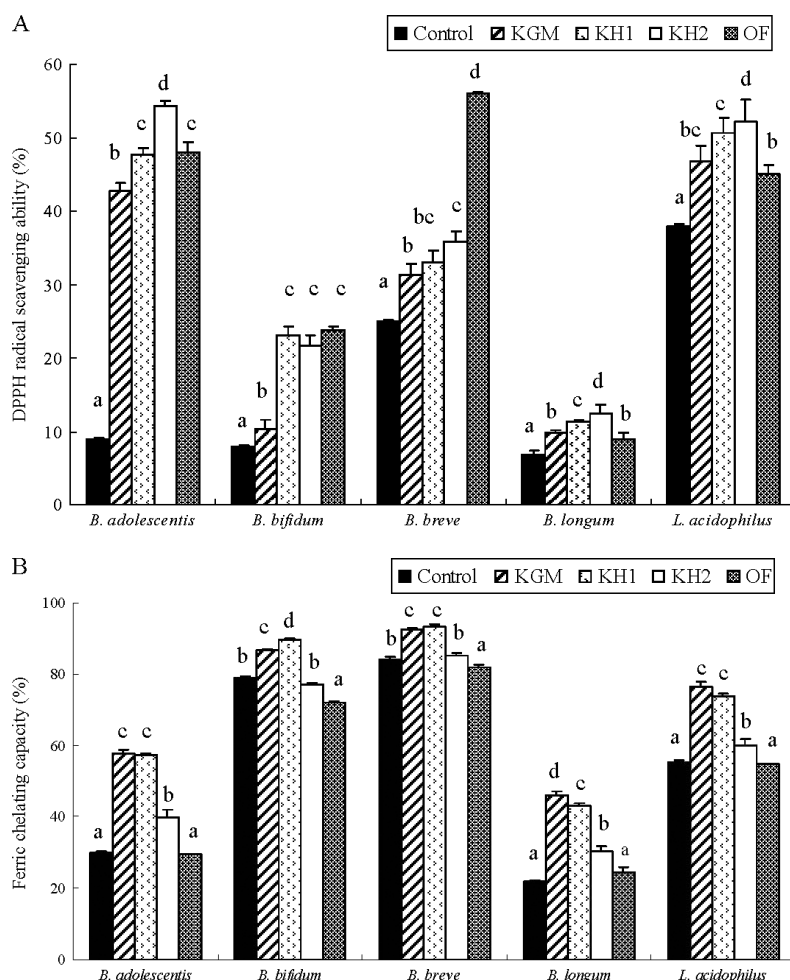 A
Control KGM KH1 KH2 OF
DPPH radical scavenging ability (%)
60
50
40
30
20
10
0
a b c d c
a b c c c
a b bc c d
a b c d b
a bc c d b
B. adolescentis B. bifidum B. breve B. longum L. acidophilus
B
Control KGM KH1 KH2 OF
Ferric chelating capacity (%)
100
80
60
40
20
0
a c c b a
b c d b a
b c c b a
a d c b a
a c c b a
B. adolescentis B. bifidum B. breve B. longum L. acidophilus